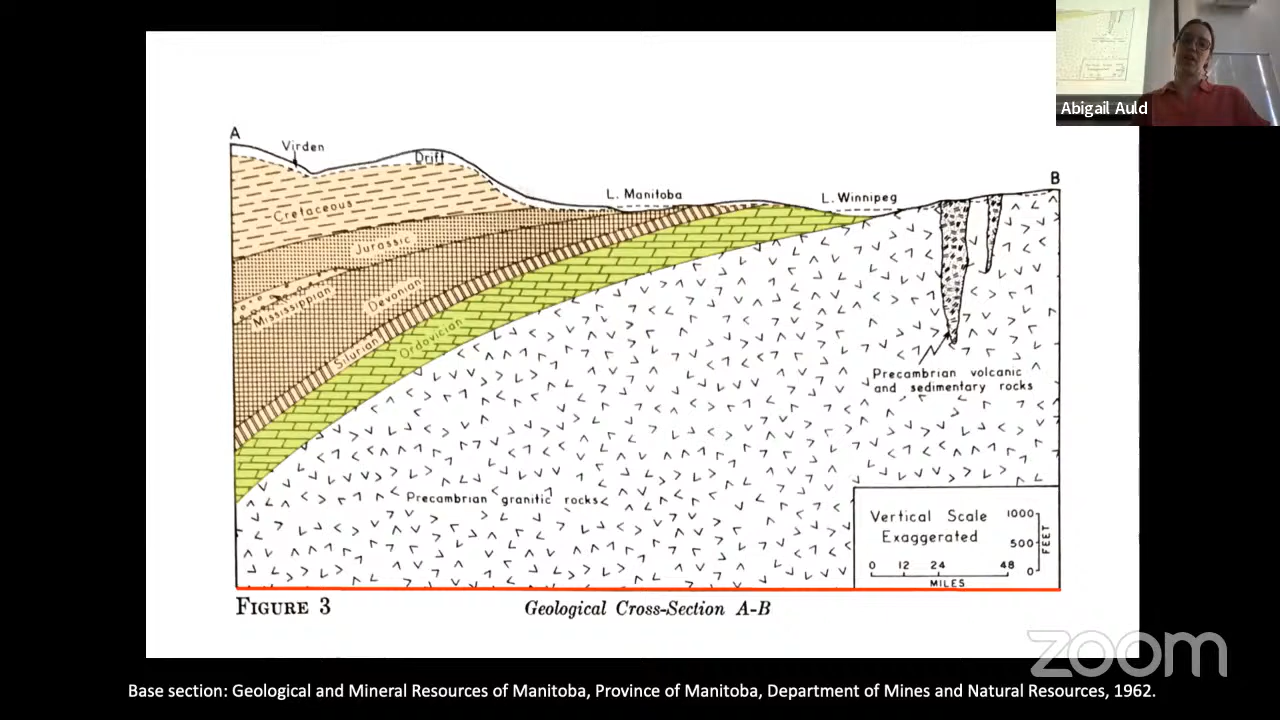 Abigail Auld
A
Virden
Drift
B
L. Manitoba
L. Winnipeg
Cretaceous
Jurassic
Mississippian
Devonian
Silurian
Ordovician
Precambrian volcanic
and sedimentary rocks
Precambrian granitic rocks
Vertical Scale
Exaggerated
1000
500
0
FEET
0 12 24 48
MILES
FIGURE 3
Geological Cross-Section A-B
zoom
Base section: Geological and Mineral Resources of Manitoba, Province of Manitoba, Department of Mines and Natural Resources, 1962.